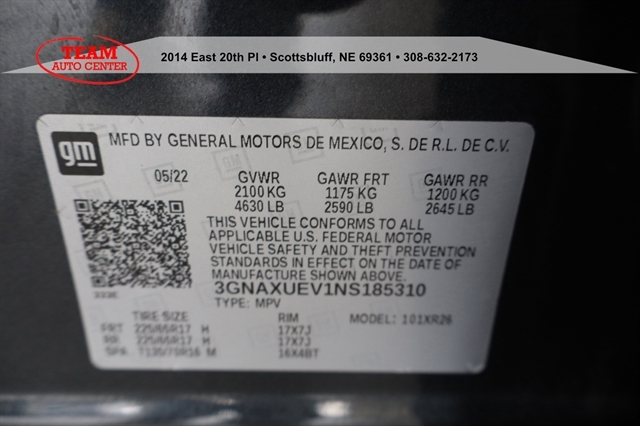 TEAM
AUTO CENTER
2014 East 20th Pl • Scottsbluff, NE 69361 • 308-632-2173
gm
MFD BY GENERAL MOTORS DE MEXICO, S. DE R.L. DE C.V.
05/22 GVWR GAWR FRT GAWR RR
2100 KG 1175 KG 1200 KG
4630 LB 2590 LB 2645 LB
THIS VEHICLE CONFORMS TO ALL
APPLICABLE U.S. FEDERAL MOTOR
VEHICLE SAFETY AND THEFT PREVENTION
STANDARDS IN EFFECT ON THE DATE OF
MANUFACTURE SHOWN ABOVE.
3GNAXUEV1NS185310
TYPE: MPV MODEL: 101XR26
RIM
FRT 225/65R17 H 17X7J
RR 225/65R17 H 17X7J
SPA T135/70R16 M 16X4BT